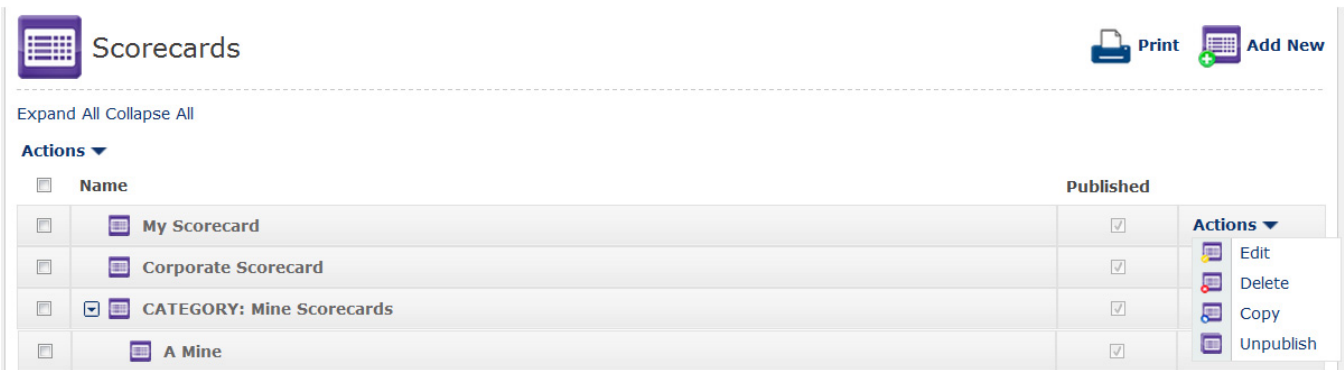 Scorecards
Print
Add New
Expand All Collapse All
Actions
Name
Published
My Scorecard
Actions
Edit
Corporate Scorecard
Delete
CATEGORY: Mine Scorecards
Copy
A Mine
Unpublish